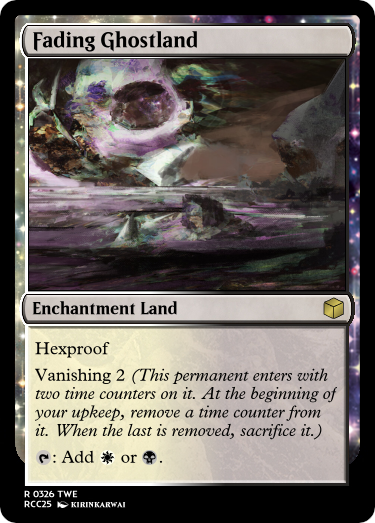 Fading Ghostland
Enchantment Land
Hexproof
Vanishing 2 (This permanent enters with
two time counters on it. At the beginning of
your upkeep, remove a time counter from
it. When the last is removed, sacrifice it.)
: Add or .
R 0326 TWE
RCC25 KIRINKARWAI